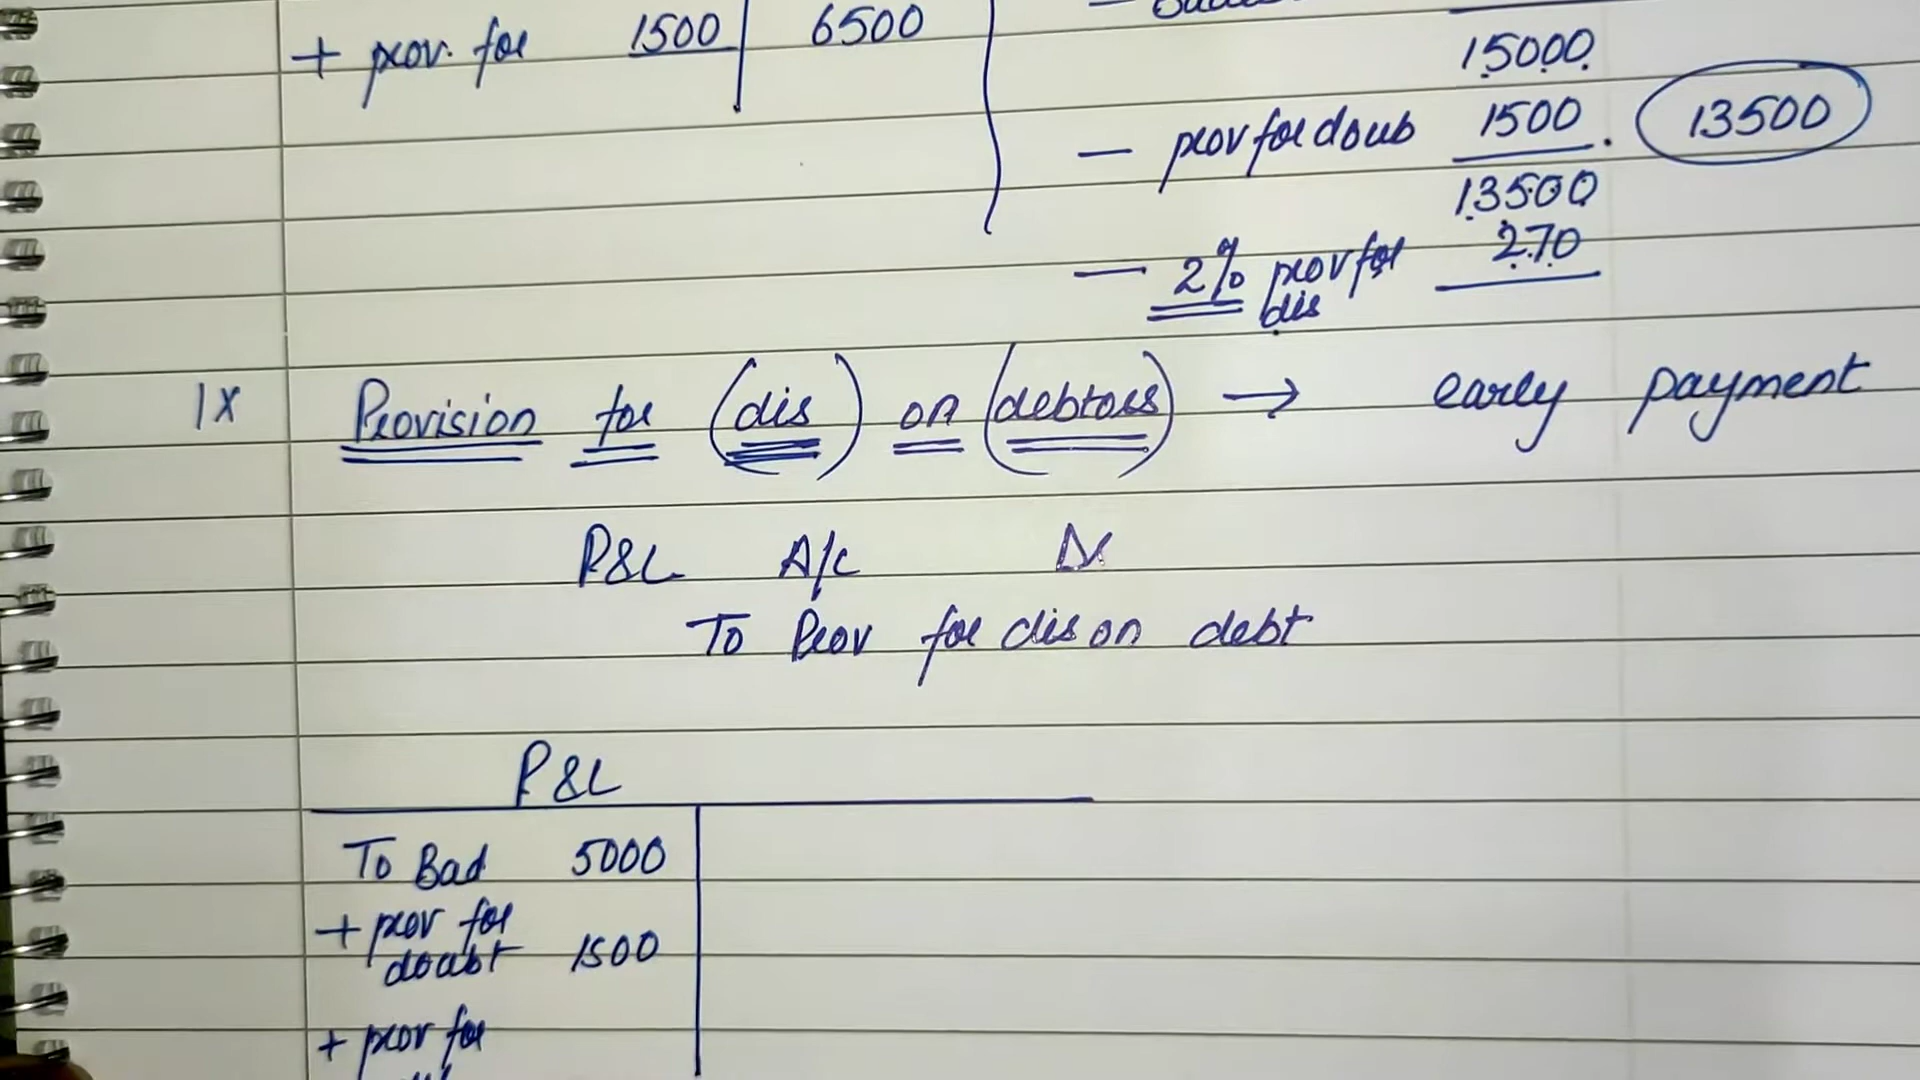 + prov. for 1500 6500
15000
— prov for doub 1500 . 13500
13500
— 2% prov for 270
dis
IX Provision for (dis) on (debtors) → early payment
P&L A/c Dr
To Prov for dis on debt
P&L
To Bad 5000
+ prov for
doubt 1500
+ prov for